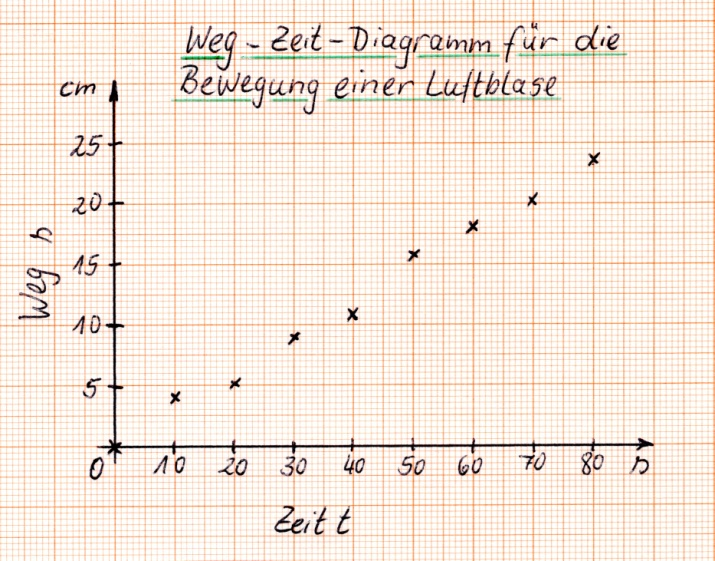 Weg-Zeit-Diagramm für die
Bewegung einer Luftblase
cm
25
20
15
10
5
Weg s
0 10 20 30 40 50 60 70 80 s
Zeit t